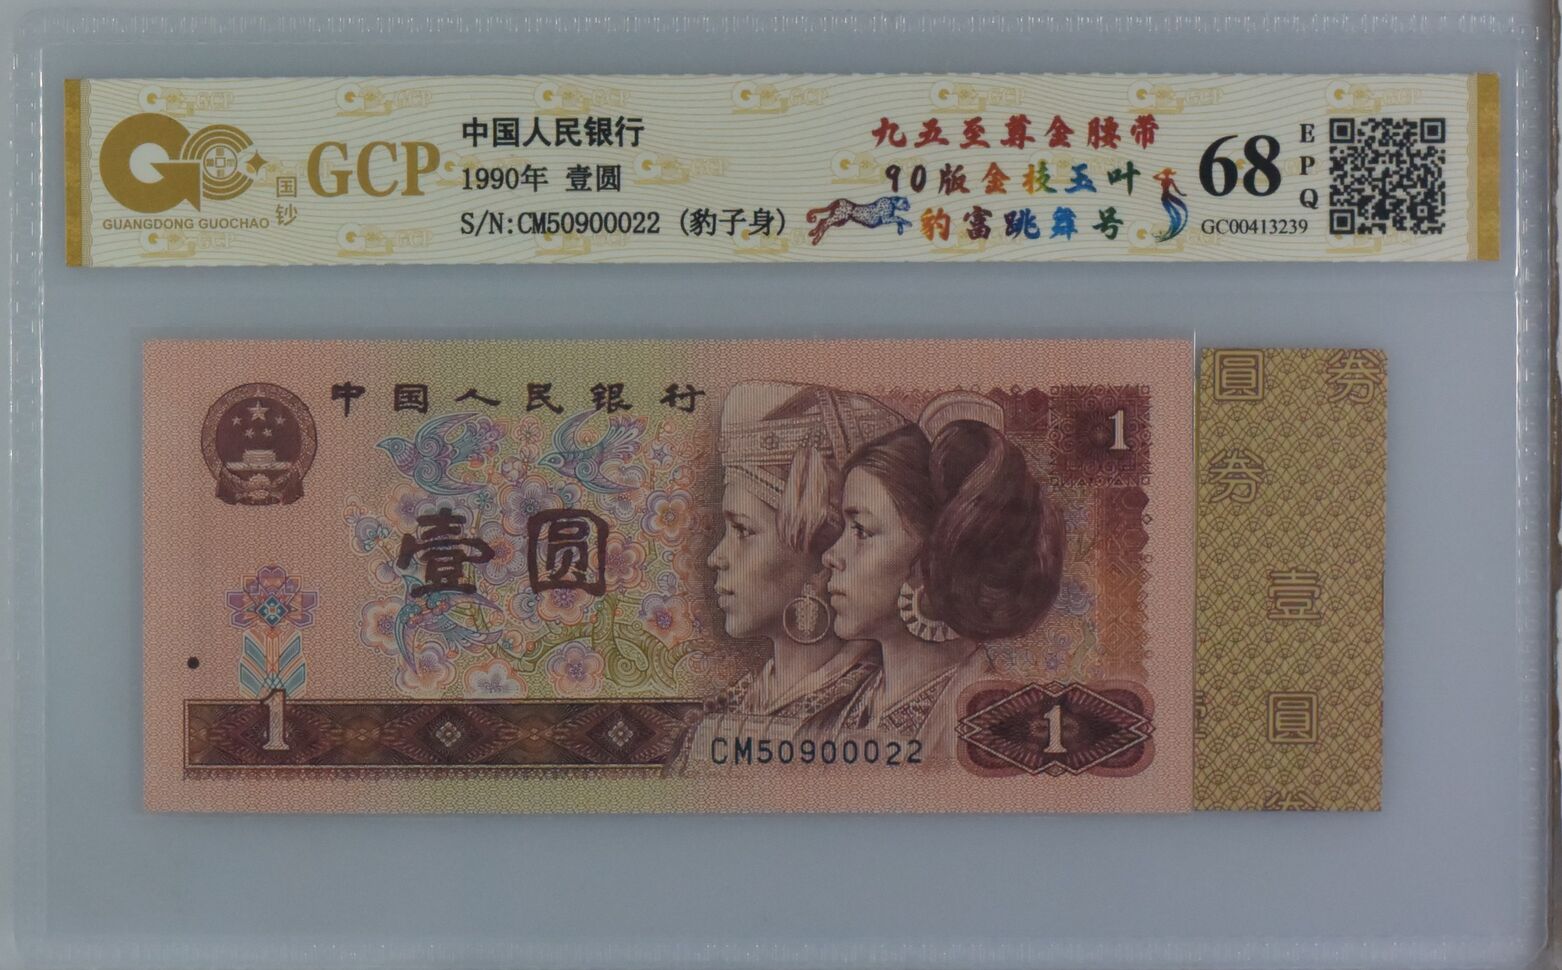 GCP
国钞
GUANGDONG GUOCHAO
中国人民银行
1990年 壹圆
S/N:CM50900022 (豹子身)
九五至尊金腰带
90版金枝玉叶
豹富跳舞号
68
EPQ
GC00413239
中国人民银行
1
壹圆
1
CM50900022
1
圓 券
券
壹
圓
券